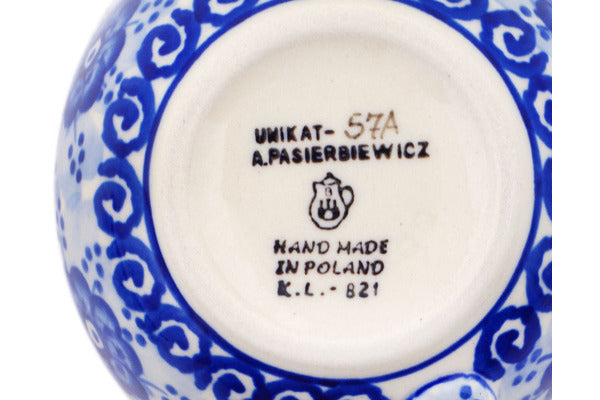 UNIKAT- 57A
A.PASIERBIEWICZ
HAND MADE
IN POLAND
K.L.-821